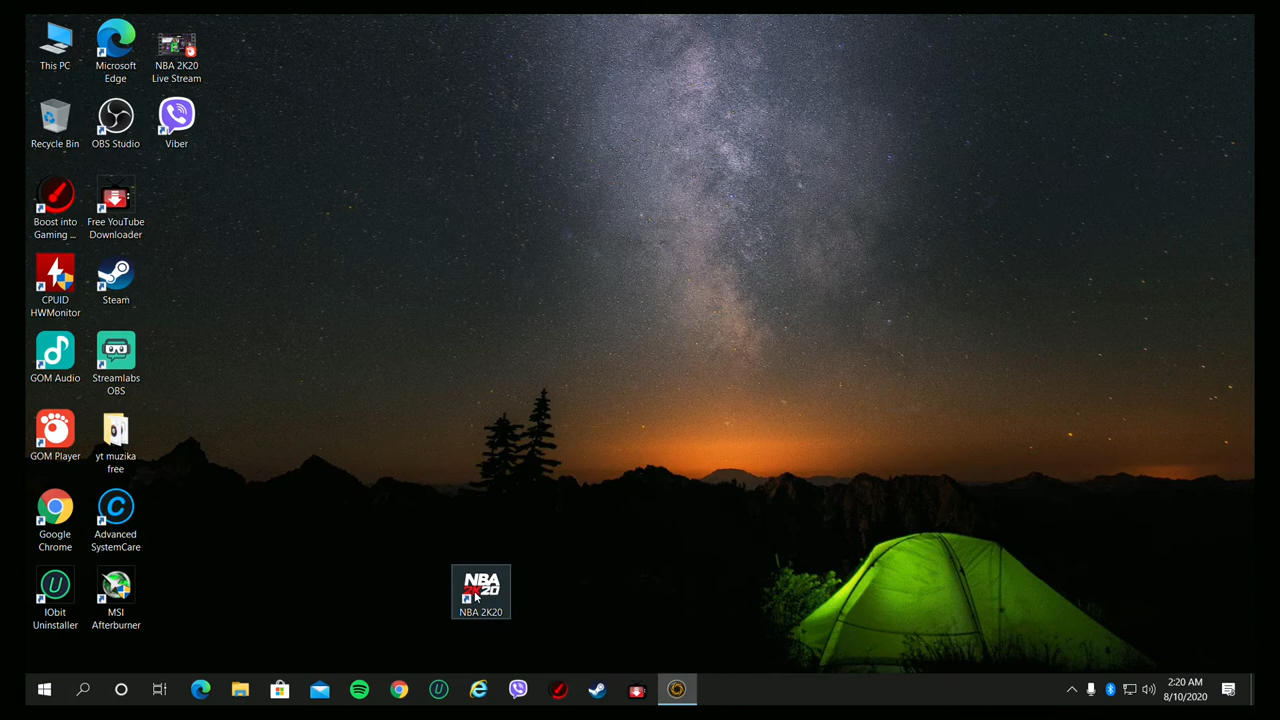 This PC
Microsoft
Edge
NBA 2K20
Live Stream
Recycle Bin
OBS Studio
Viber
Boost into
Gaming ...
Free YouTube
Downloader
CPUID
HWMonitor
Steam
GOM Audio
Streamlabs
OBS
GOM Player
yt muzika
free
Google
Chrome
Advanced
SystemCare
IObit
Uninstaller
MSI
Afterburner
NBA
2K20
NBA 2K20
2:20 AM
8/10/2020